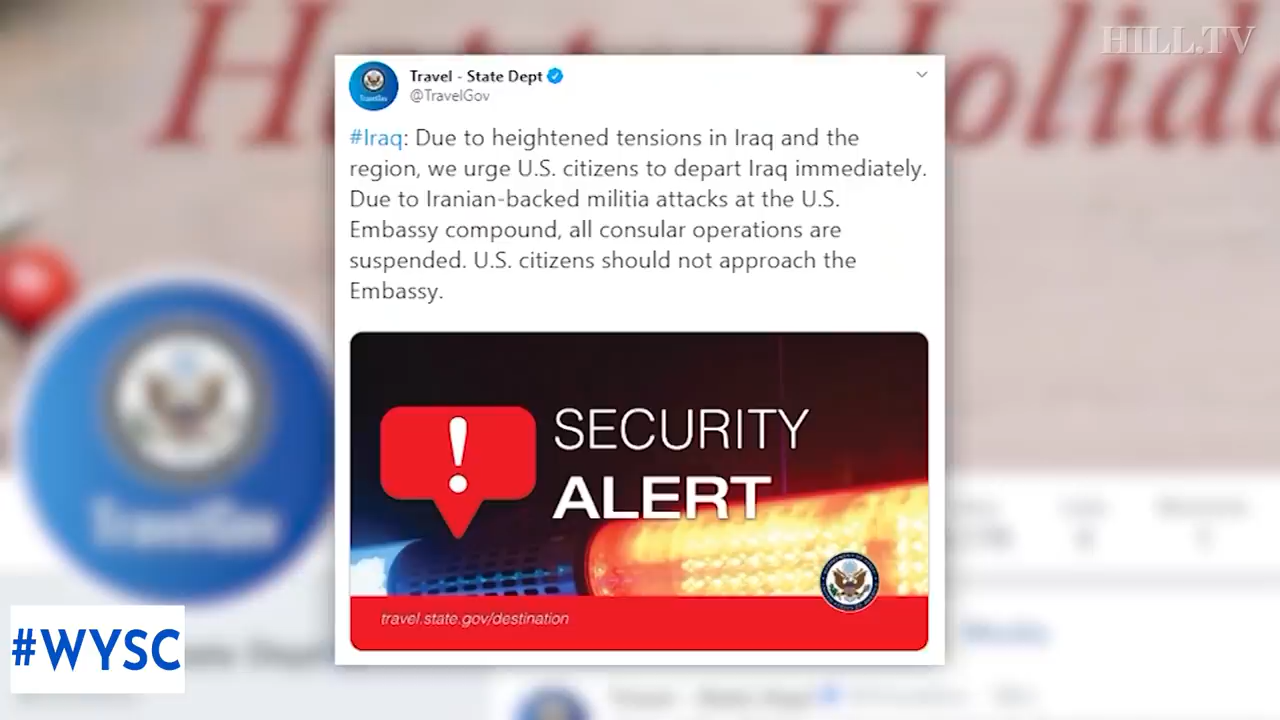 HILL.TV
Travel - State Dept
@TravelGov
#Iraq: Due to heightened tensions in Iraq and the
region, we urge U.S. citizens to depart Iraq immediately.
Due to Iranian-backed militia attacks at the U.S.
Embassy compound, all consular operations are
suspended. U.S. citizens should not approach the
Embassy.
!
SECURITY
ALERT
travel.state.gov/destination
TravelGov
#WYSC